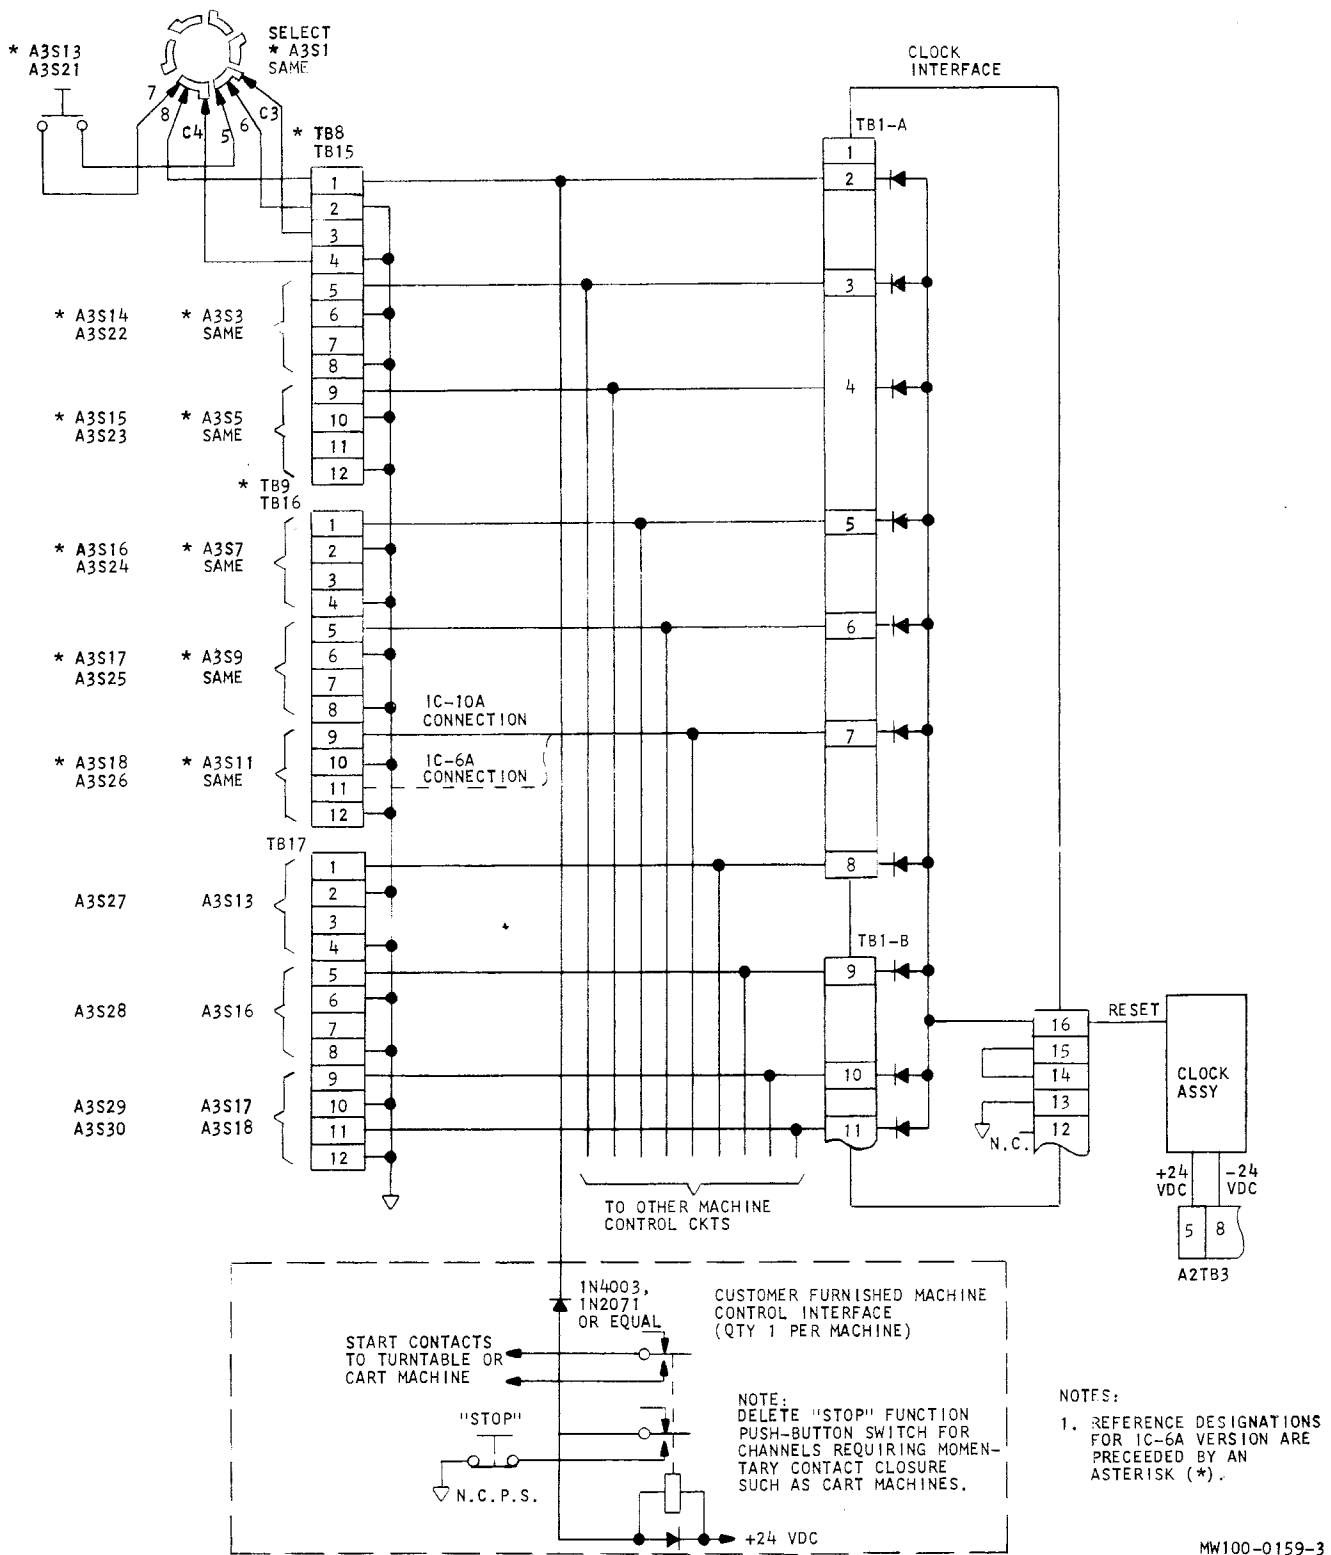 * A3S13
A3S21
SELECT
* A3S1
SAME
7
8
C4
5
6
C3
* TB8
TB15
1
2
3
4
5
6
7
8
9
10
11
12
* A3S14
A3S22
* A3S3
SAME
* A3S15
A3S23
* A3S5
SAME
* TB9
TB16
1
2
3
4
5
6
7
8
9
10
11
12
* A3S16
A3S24
* A3S7
SAME
* A3S17
A3S25
* A3S9
SAME
* A3S18
A3S26
* A3S11
SAME
IC-10A
CONNECTION
IC-6A
CONNECTION
TB17
1
2
3
4
5
6
7
8
9
10
11
12
A3S27
A3S13
A3S28
A3S16
A3S29
A3S30
A3S17
A3S18
CLOCK
INTERFACE
TB1-A
1
2
3
4
5
6
7
8
TB1-B
9
10
11
16
15
14
13
12
N.C.
RESET
CLOCK
ASSY
+24
VDC
-24
VDC
5
8
A2TB3
TO OTHER MACHINE
CONTROL CKTS
1N4003,
1N2071
OR EQUAL
CUSTOMER FURNISHED MACHINE
CONTROL INTERFACE
(QTY 1 PER MACHINE)
START CONTACTS
TO TURNTABLE OR
CART MACHINE
"STOP"
N.C.P.S.
NOTE:
DELETE "STOP" FUNCTION
PUSH-BUTTON SWITCH FOR
CHANNELS REQUIRING MOMEN-
TARY CONTACT CLOSURE
SUCH AS CART MACHINES.
+24 VDC
NOTES:
1. REFERENCE DESIGNATIONS
FOR IC-6A VERSION ARE
PRECEEDED BY AN
ASTERISK (*).
MW100-0159-3